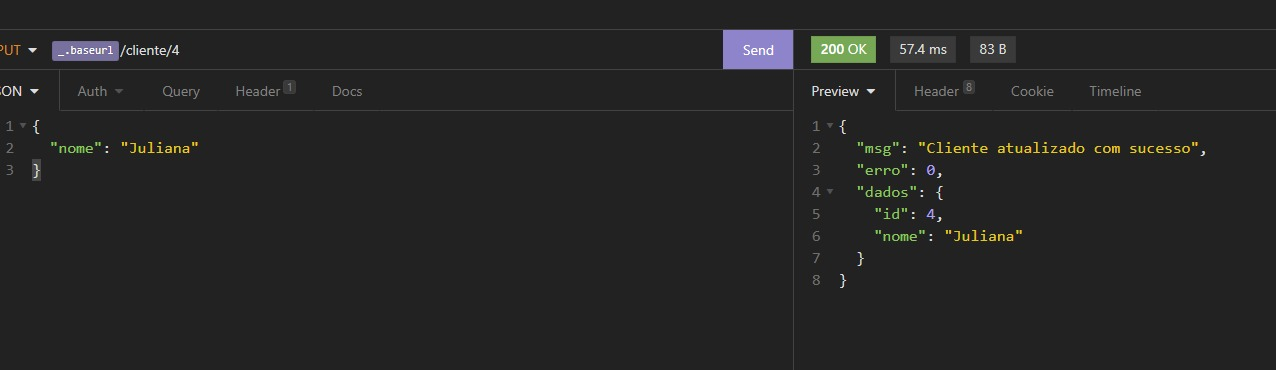 PUT _.baseurl /cliente/4 Send 200 OK 57.4 ms 83 B
SON Auth Query Header 1 Docs Preview Header 8 Cookie Timeline
1 {
2 "nome": "Juliana"
3 }
1 {
2 "msg": "Cliente atualizado com sucesso",
3 "erro": 0,
4 "dados": {
5 "id": 4,
6 "nome": "Juliana"
7 }
8 }